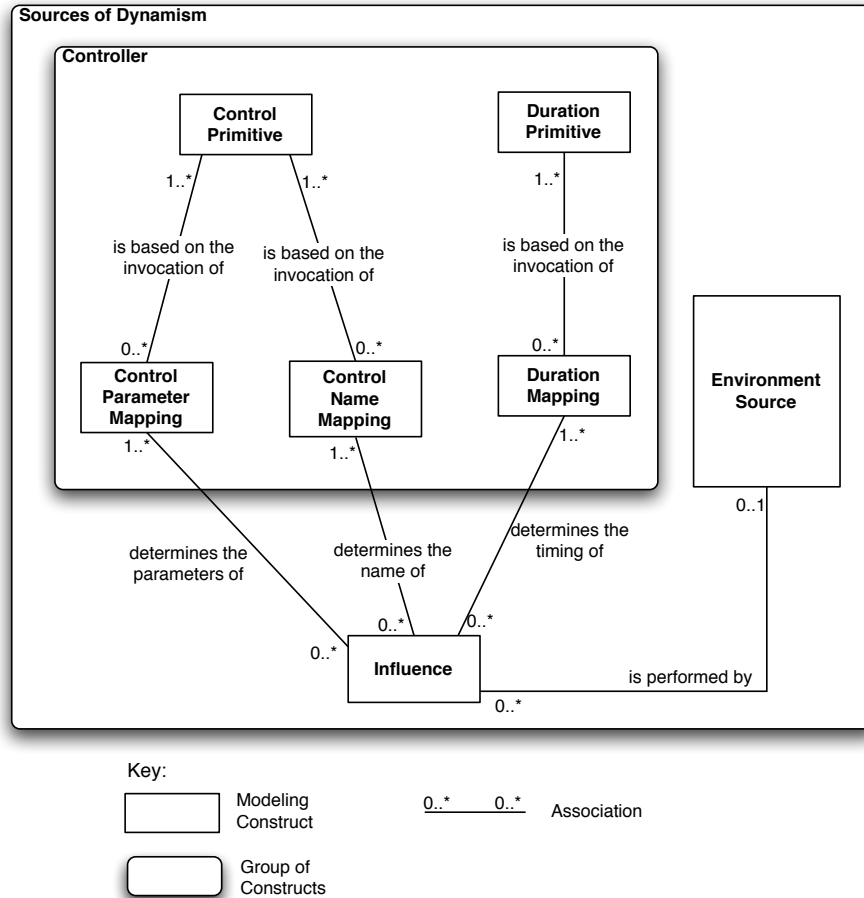 Sources of Dynamism
Controller
Control
Primitive
Duration
Primitive
1..*
1..*
1..*
is based on the
invocation of
is based on the
invocation of
is based on the
invocation of
0..*
0..*
0..*
Control
Parameter
Mapping
Control
Name
Mapping
Duration
Mapping
Environment
Source
1..*
1..*
1..*
0..1
determines the
parameters of
determines the
name of
determines the
timing of
0..*
0..*
0..*
Influence
is performed by
0..*
Key:
Modeling
Construct
0..*
0..*
Association
Group of
Constructs